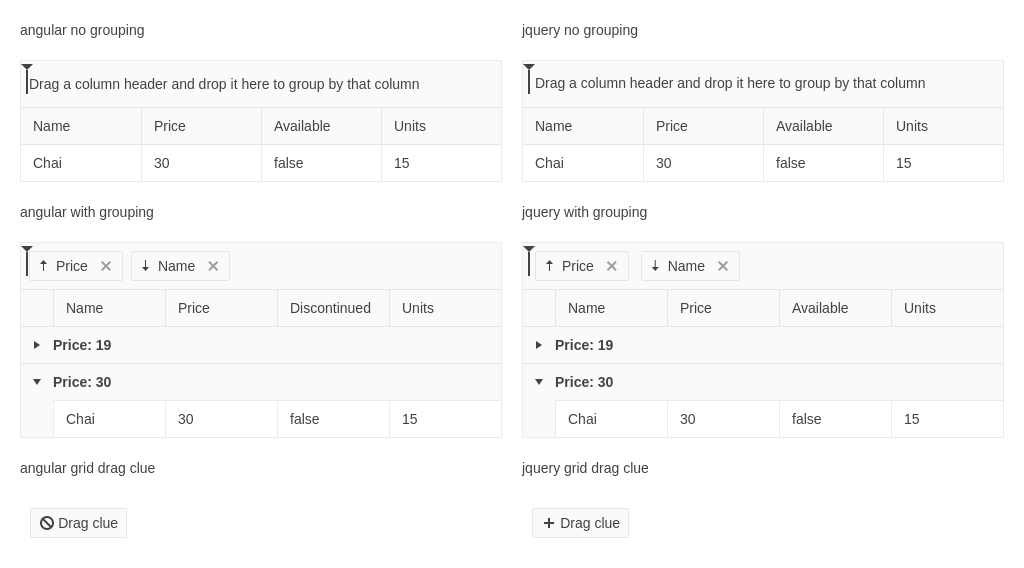 angular no grouping
Drag a column header and drop it here to group by that column
Name Price Available Units
Chai 30 false 15
angular with grouping
Price Name
Name Price Discontinued Units
Price: 19
Price: 30
Chai 30 false 15
angular grid drag clue
Drag clue
jquery no grouping
Drag a column header and drop it here to group by that column
Name Price Available Units
Chai 30 false 15
jquery with grouping
Price Name
Name Price Available Units
Price: 19
Price: 30
Chai 30 false 15
jquery grid drag clue
Drag clue